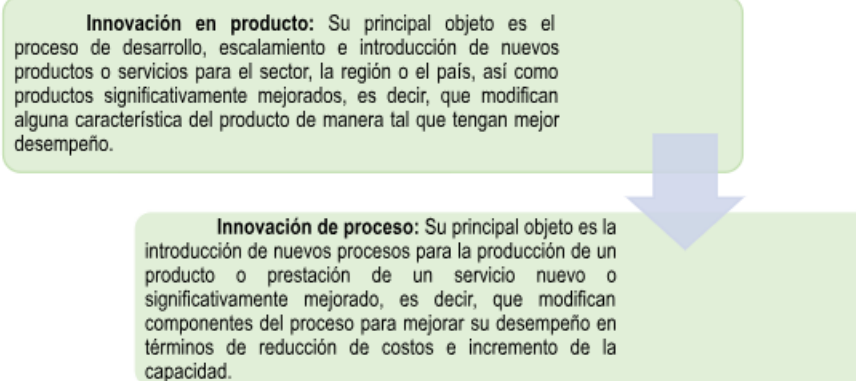 Innovación en producto: Su principal objeto es el
proceso de desarrollo, escalamiento e introducción de nuevos
productos o servicios para el sector, la región o el país, así como
productos significativamente mejorados, es decir, que modifican
alguna característica del producto de manera tal que tengan mejor
desempeño.
Innovación de proceso: Su principal objeto es la
introducción de nuevos procesos para la producción de un
producto o prestación de un servicio nuevo o
significativamente mejorado, es decir, que modifican
componentes del proceso para mejorar su desempeño en
términos de reducción de costos e incremento de la
capacidad.